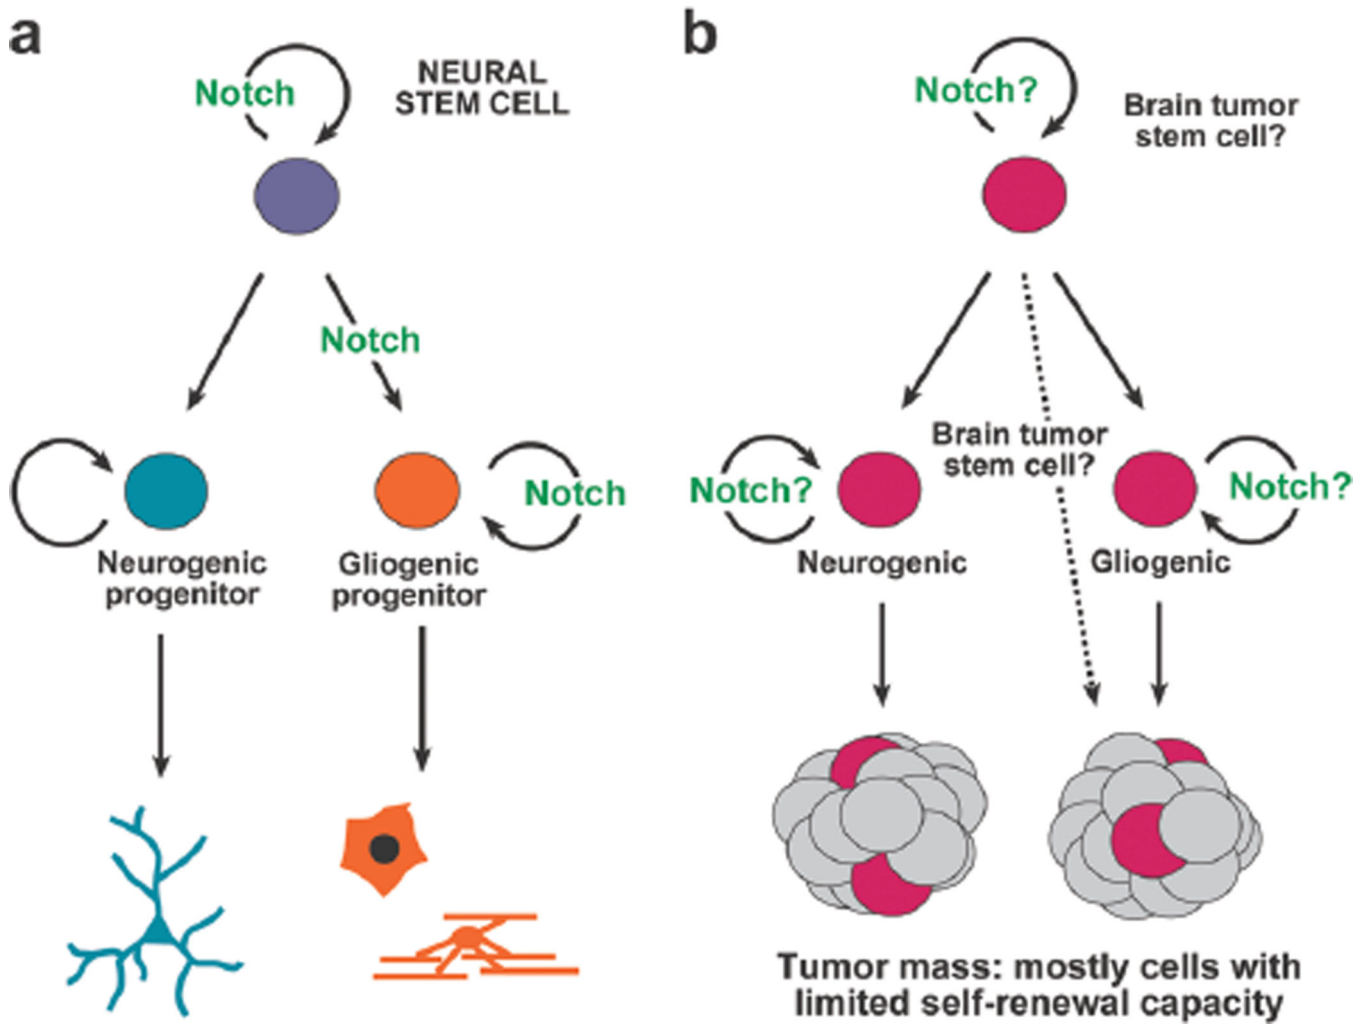 a
Notch
NEURAL
STEM CELL
Notch
Notch
Neurogenic
progenitor
Gliogenic
progenitor
b
Notch?
Brain tumor
stem cell?
Brain tumor
stem cell?
Notch?
Notch?
Neurogenic
Gliogenic
Tumor mass: mostly cells with
limited self-renewal capacity